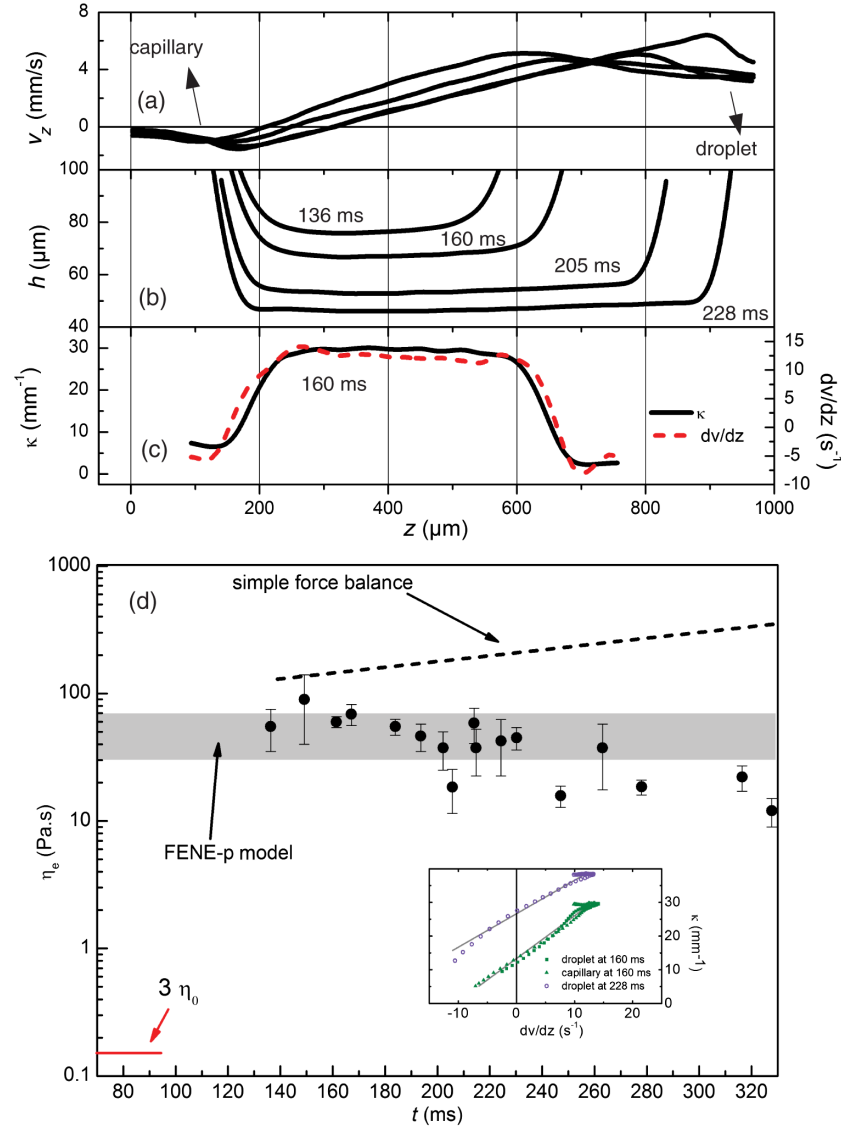 8
4
0
v_z (mm/s)
capillary
(a)
droplet
100
80
60
40
h (µm)
136 ms
160 ms
205 ms
228 ms
(b)
30
20
10
0
κ (mm⁻¹)
160 ms
(c)
κ
dv/dz
15
10
5
0
-5
-10
dv/dz (s⁻¹)
0 200 400 600 800 1000
z (µm)
1000
100
10
1
0.1
η_e (Pa.s)
(d)
simple force balance
FENE-p model
3 η₀
30
20
10
0
κ (mm⁻¹)
droplet at 160 ms
capillary at 160 ms
droplet at 228 ms
-10 0 10 20
dv/dz (s⁻¹)
80 100 120 140 160 180 200 220 240 260 280 300 320
t (ms)